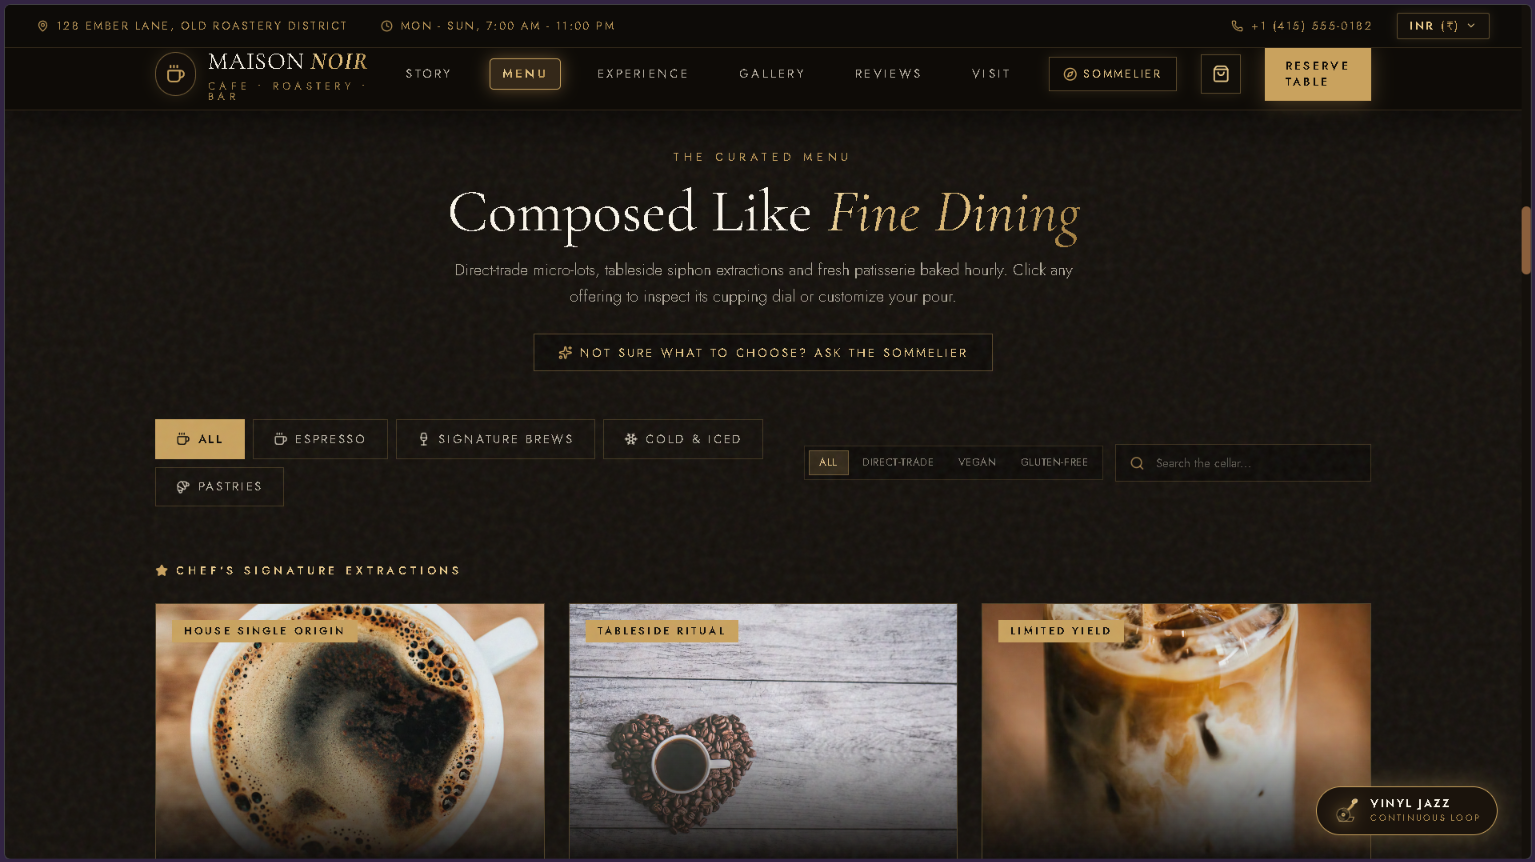 128 EMBER LANE, OLD ROASTERY DISTRICT
MON - SUN, 7:00 AM - 11:00 PM
+1 (415) 555-0182
INR (₹)
MAISON NOIR
CAFE · ROASTERY ·
BAR
STORY
MENU
EXPERIENCE
GALLERY
REVIEWS
VISIT
SOMMELIER
RESERVE
TABLE
THE CURATED MENU
Composed Like Fine Dining
Direct-trade micro-lots, tableside siphon extractions and fresh patisserie baked hourly. Click any
offering to inspect its cupping dial or customize your pour.
NOT SURE WHAT TO CHOOSE? ASK THE SOMMELIER
ALL
ESPRESSO
SIGNATURE BREWS
COLD & ICED
PASTRIES
ALL
DIRECT-TRADE
VEGAN
GLUTEN-FREE
Search the cellar...
CHEF'S SIGNATURE EXTRACTIONS
HOUSE SINGLE ORIGIN
TABLESIDE RITUAL
LIMITED YIELD
VINYL JAZZ
CONTINUOUS LOOP